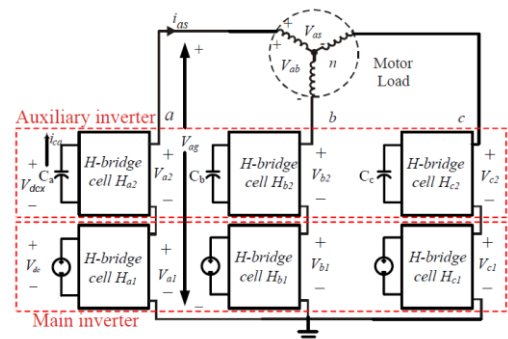 i_as
+ V_as -
+ V_ab -
n
Motor
Load
a
b
c
Auxiliary inverter
i_ca
+ V_dcx -
C_a
H-bridge
cell H_a2
+ V_a2 -
+ V_ag -
C_b
H-bridge
cell H_b2
+ V_b2 -
C_c
H-bridge
cell H_c2
+ V_c2 -
+ V_dc -
H-bridge
cell H_a1
+ V_a1 -
H-bridge
cell H_b1
+ V_b1 -
H-bridge
cell H_c1
+ V_c1 -
Main inverter